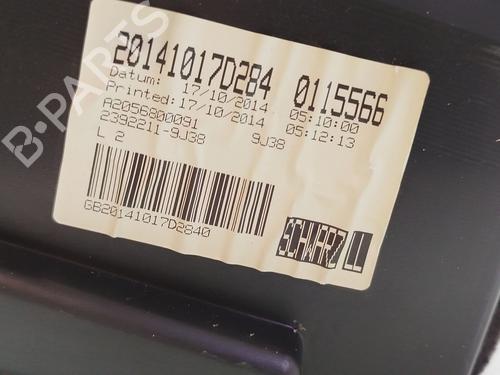 20141017D284 0115566
Datum: 17/10/2014 05:10:00
Printed: 17/10/2014 05:12:13
A2056800091
2392211-9J38 9J38
L 2
GB20141017D2840
SCHWARZ LL
B-PARTS